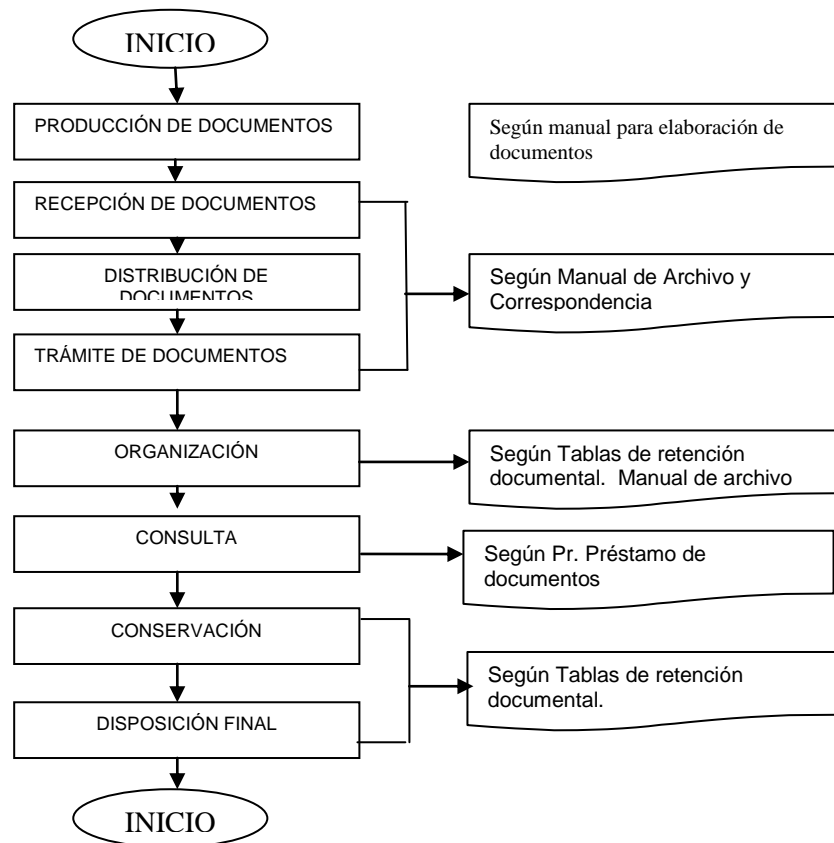 INICIO
PRODUCCIÓN DE DOCUMENTOS
Según manual para elaboración de
documentos
RECEPCIÓN DE DOCUMENTOS
DISTRIBUCIÓN DE
DOCUMENTOS
Según Manual de Archivo y
Correspondencia
TRÁMITE DE DOCUMENTOS
ORGANIZACIÓN
Según Tablas de retención
documental.  Manual de archivo
CONSULTA
Según Pr. Préstamo de
documentos
CONSERVACIÓN
Según Tablas de retención
documental.
DISPOSICIÓN FINAL
INICIO